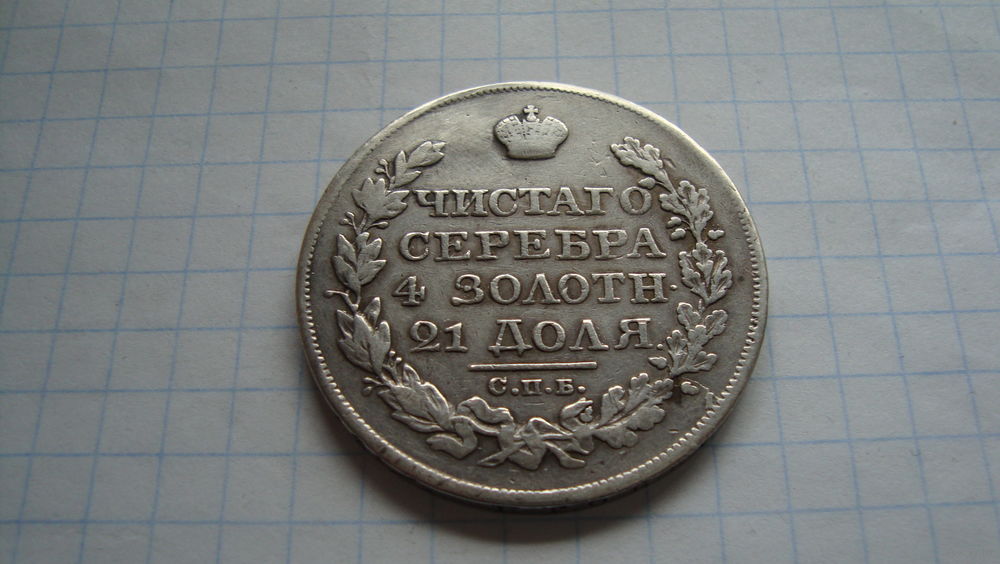 ЧИСТАГО
СЕРЕБРА
4 ЗОЛОТН.
21 ДОЛЯ
С.П.Б.